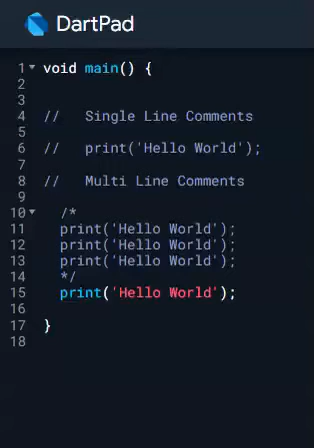 DartPad
1 void main() {
2
3
4 //   Single Line Comments
5
6 //   print('Hello World');
7
8 //   Multi Line Comments
9
10   /*
11   print('Hello World');
12   print('Hello World');
13   print('Hello World');
14   */
15   print('Hello World');
16
17 }
18